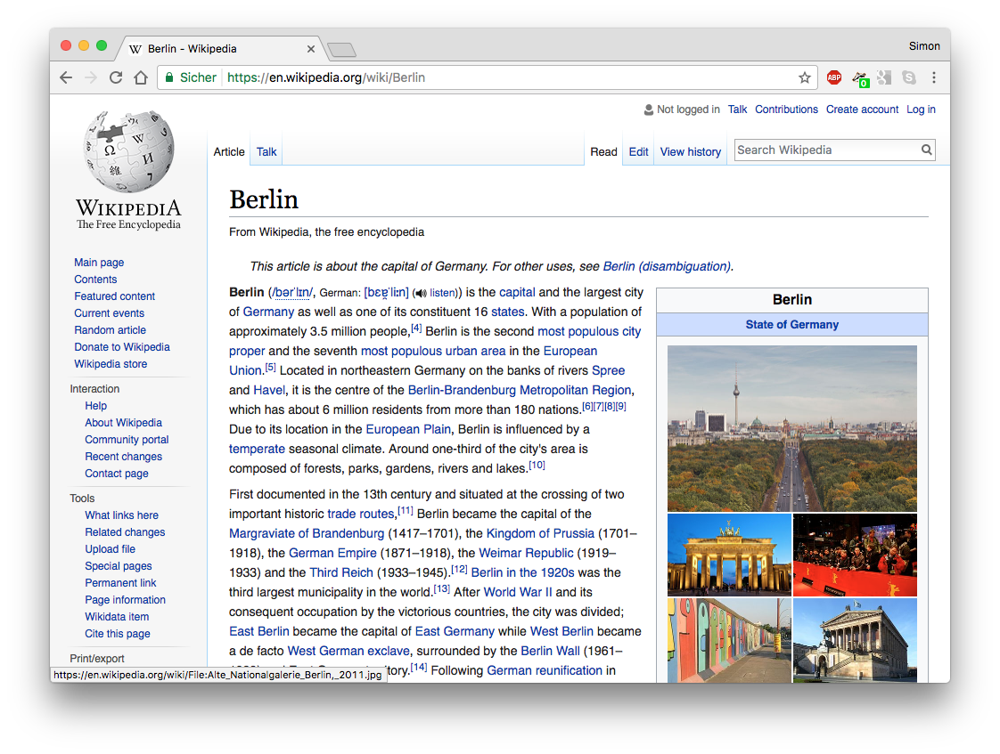 Berlin - Wikipedia
Simon
Sicher https://en.wikipedia.org/wiki/Berlin
ABP
0
Not logged in Talk Contributions Create account Log in
Article Talk
Read Edit View history
Search Wikipedia
WIKIPEDIA
The Free Encyclopedia
Main page
Contents
Featured content
Current events
Random article
Donate to Wikipedia
Wikipedia store
Interaction
Help
About Wikipedia
Community portal
Recent changes
Contact page
Tools
What links here
Related changes
Upload file
Special pages
Permanent link
Page information
Wikidata item
Cite this page
Print/export
Berlin
From Wikipedia, the free encyclopedia
This article is about the capital of Germany. For other uses, see Berlin (disambiguation).
Berlin (/bərˈlɪn/, German: [bɛɐ̯ˈliːn] (listen)) is the capital and the largest city
of Germany as well as one of its constituent 16 states. With a population of
approximately 3.5 million people,[4] Berlin is the second most populous city
proper and the seventh most populous urban area in the European
Union.[5] Located in northeastern Germany on the banks of rivers Spree
and Havel, it is the centre of the Berlin-Brandenburg Metropolitan Region,
which has about 6 million residents from more than 180 nations.[6][7][8][9]
Due to its location in the European Plain, Berlin is influenced by a
temperate seasonal climate. Around one-third of the city's area is
composed of forests, parks, gardens, rivers and lakes.[10]
First documented in the 13th century and situated at the crossing of two
important historic trade routes,[11] Berlin became the capital of the
Margraviate of Brandenburg (1417–1701), the Kingdom of Prussia (1701–
1918), the German Empire (1871–1918), the Weimar Republic (1919–
1933) and the Third Reich (1933–1945).[12] Berlin in the 1920s was the
third largest municipality in the world.[13] After World War II and its
consequent occupation by the victorious countries, the city was divided;
East Berlin became the capital of East Germany while West Berlin became
a de facto West German exclave, surrounded by the Berlin Wall (1961–
[14] Following German reunification in
Berlin
State of Germany
https://en.wikipedia.org/wiki/File:Alte_Nationalgalerie_Berlin,_2011.jpg